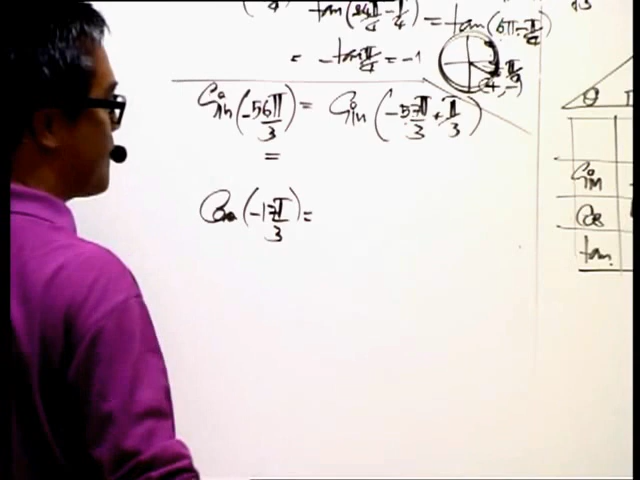 tan(24π/4 - π/4) = tan(6π - π/4)
= -tan π/4 = -1
Sin(-56π/3) = Sin(-57π/3 + π/3)
=
Cos(-17π/3) =
θ
Sin
Cos
tan